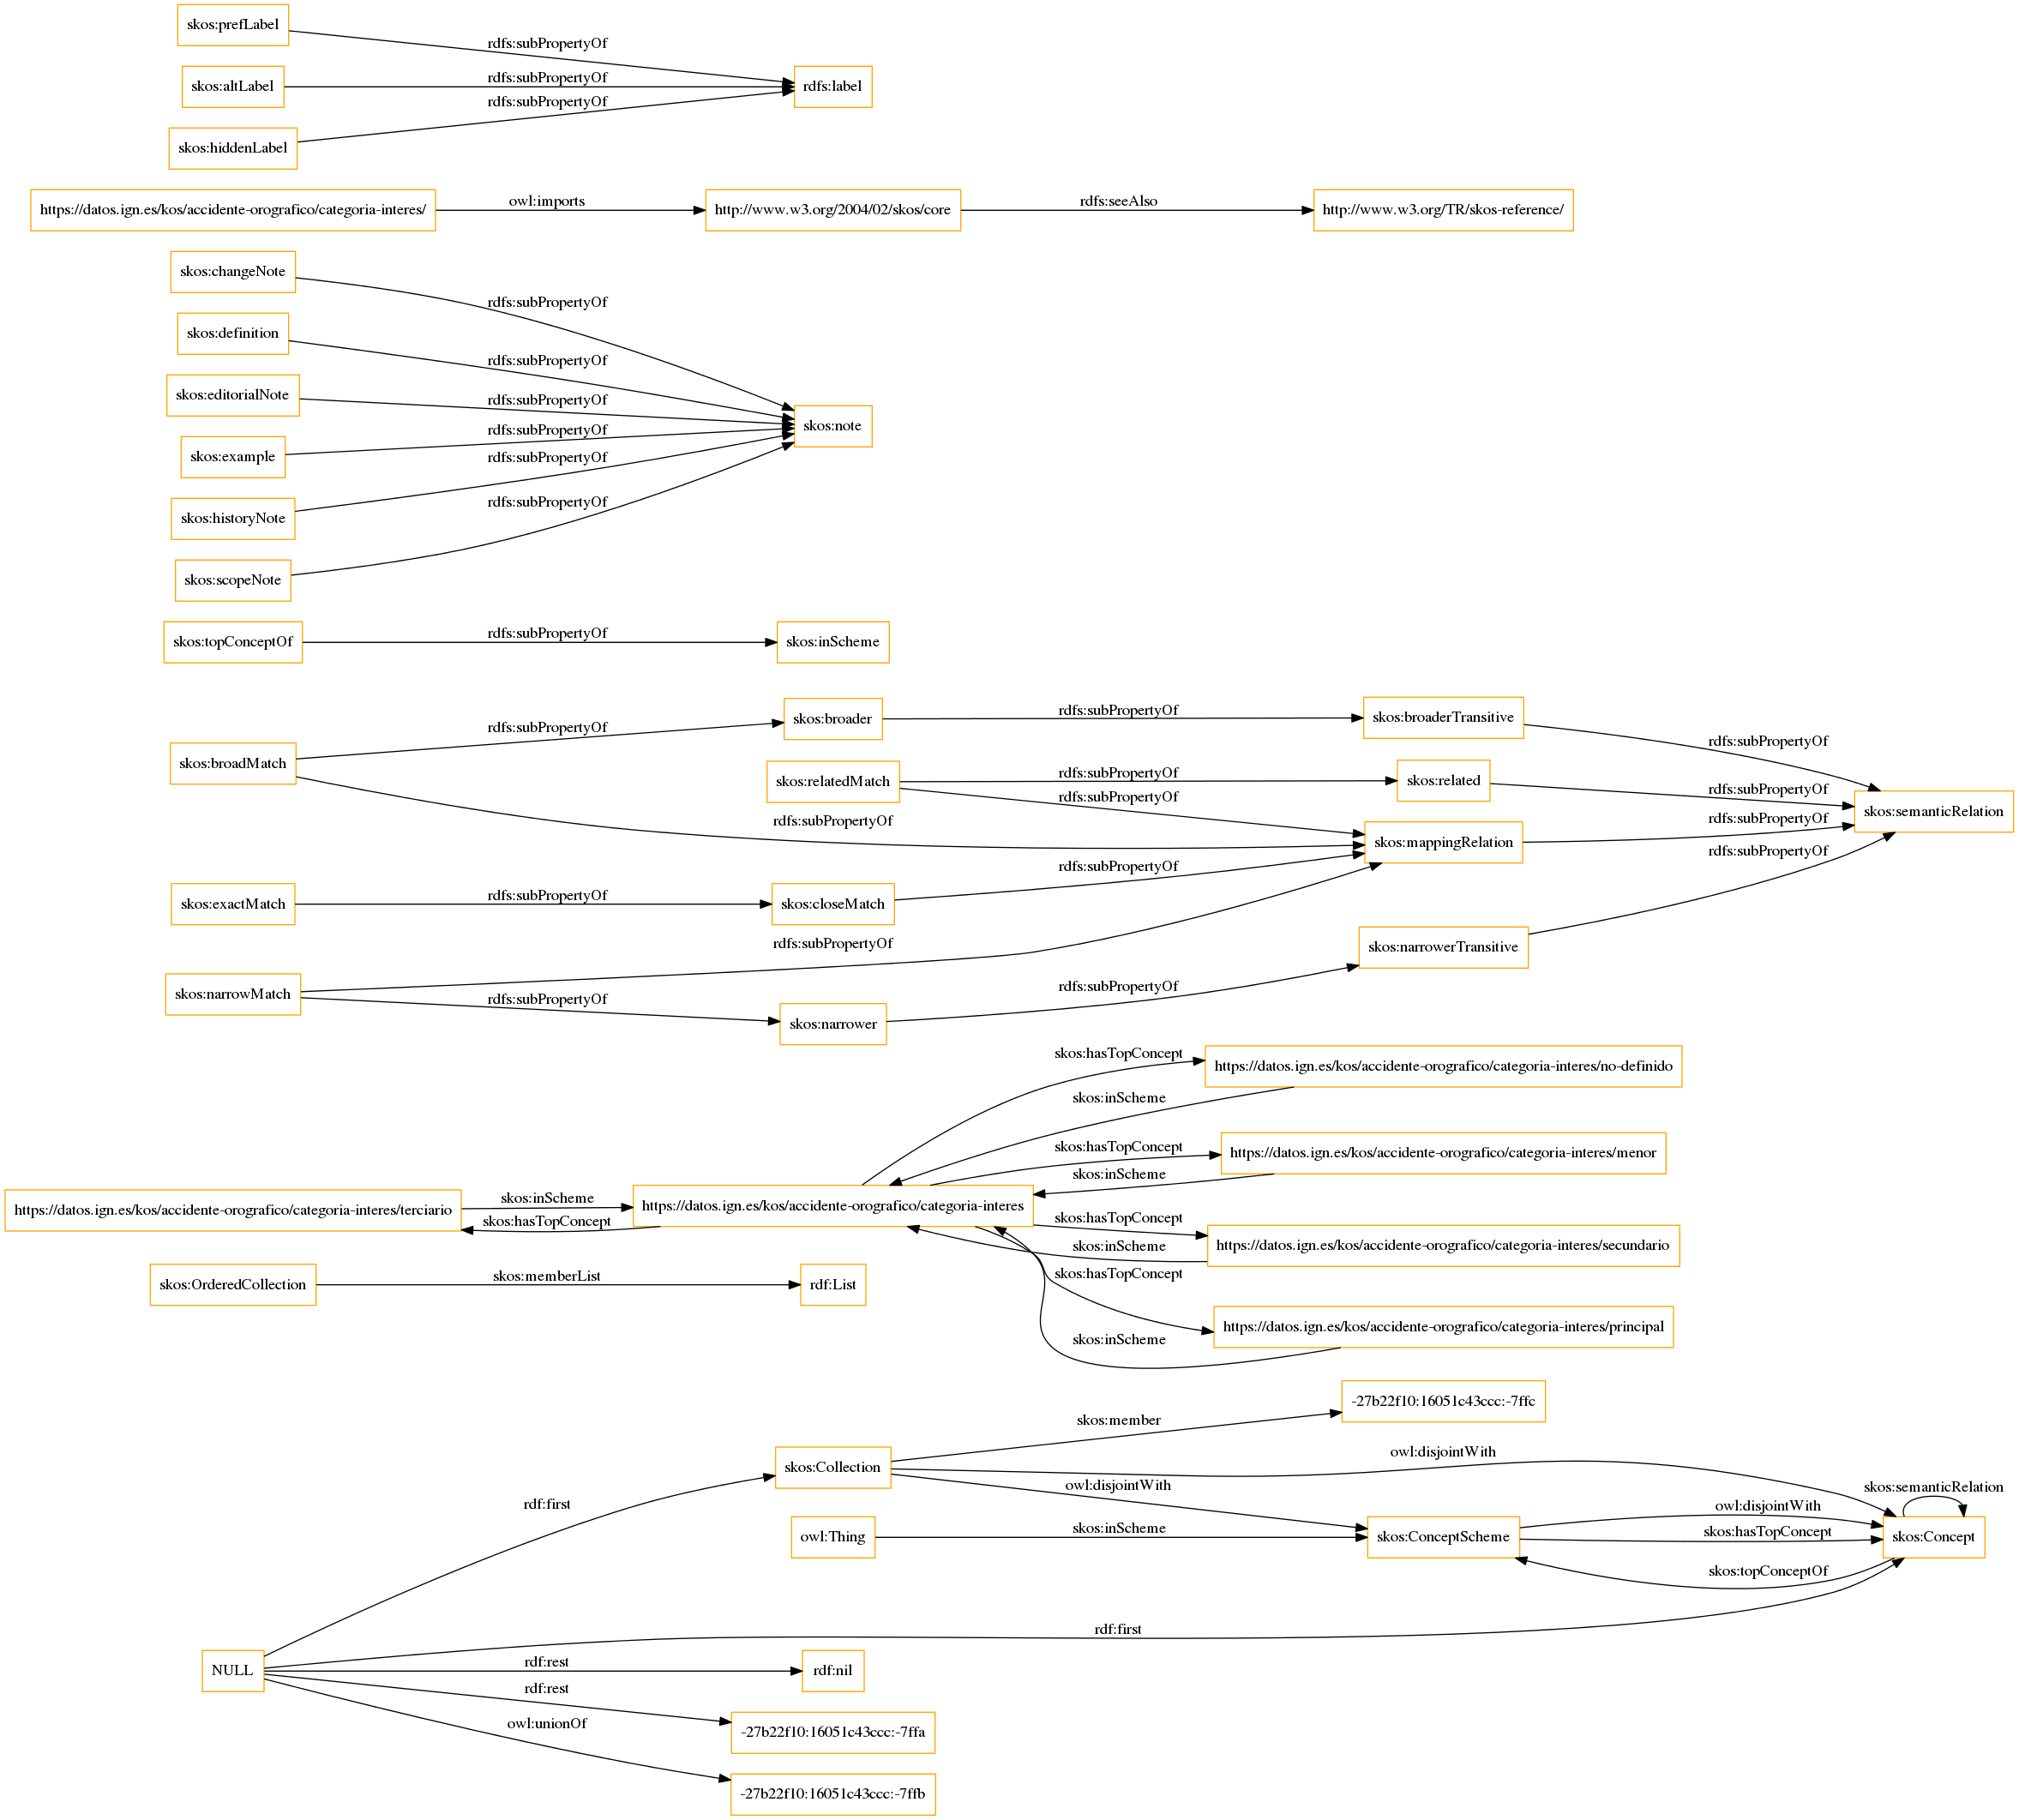 skos:prefLabel
rdfs:subPropertyOf
skos:altLabel
rdfs:subPropertyOf
rdfs:label
rdfs:subPropertyOf
skos:hiddenLabel
https://datos.ign.es/kos/accidente-orografico/categoria-interes/
owl:imports
http://www.w3.org/2004/02/skos/core
rdfs:seeAlso
http://www.w3.org/TR/skos-reference/
skos:changeNote
rdfs:subPropertyOf
skos:definition
rdfs:subPropertyOf
skos:editorialNote
rdfs:subPropertyOf
skos:note
rdfs:subPropertyOf
skos:example
rdfs:subPropertyOf
skos:historyNote
rdfs:subPropertyOf
skos:scopeNote
skos:topConceptOf
rdfs:subPropertyOf
skos:inScheme
skos:broadMatch
rdfs:subPropertyOf
skos:broader
rdfs:subPropertyOf
skos:broaderTransitive
rdfs:subPropertyOf
skos:relatedMatch
rdfs:subPropertyOf
skos:related
rdfs:subPropertyOf
rdfs:subPropertyOf
skos:semanticRelation
rdfs:subPropertyOf
skos:mappingRelation
rdfs:subPropertyOf
rdfs:subPropertyOf
skos:exactMatch
rdfs:subPropertyOf
skos:closeMatch
rdfs:subPropertyOf
rdfs:subPropertyOf
skos:narrowerTransitive
skos:narrowMatch
rdfs:subPropertyOf
skos:narrower
rdfs:subPropertyOf
skos:hasTopConcept
https://datos.ign.es/kos/accidente-orografico/categoria-interes/no-definido
skos:inScheme
skos:hasTopConcept
https://datos.ign.es/kos/accidente-orografico/categoria-interes/menor
skos:inScheme
https://datos.ign.es/kos/accidente-orografico/categoria-interes/terciario
skos:inScheme
skos:hasTopConcept
https://datos.ign.es/kos/accidente-orografico/categoria-interes
skos:hasTopConcept
https://datos.ign.es/kos/accidente-orografico/categoria-interes/secundario
skos:inScheme
skos:hasTopConcept
skos:OrderedCollection
skos:memberList
rdf:List
https://datos.ign.es/kos/accidente-orografico/categoria-interes/principal
skos:inScheme
-27b22f10:16051c43ccc:-7ffc
skos:member
skos:Collection
owl:disjointWith
owl:disjointWith
skos:semanticRelation
rdf:first
owl:Thing
skos:inScheme
skos:ConceptScheme
owl:disjointWith
skos:hasTopConcept
skos:Concept
skos:topConceptOf
rdf:first
NULL
rdf:rest
rdf:nil
rdf:rest
-27b22f10:16051c43ccc:-7ffa
owl:unionOf
-27b22f10:16051c43ccc:-7ffb